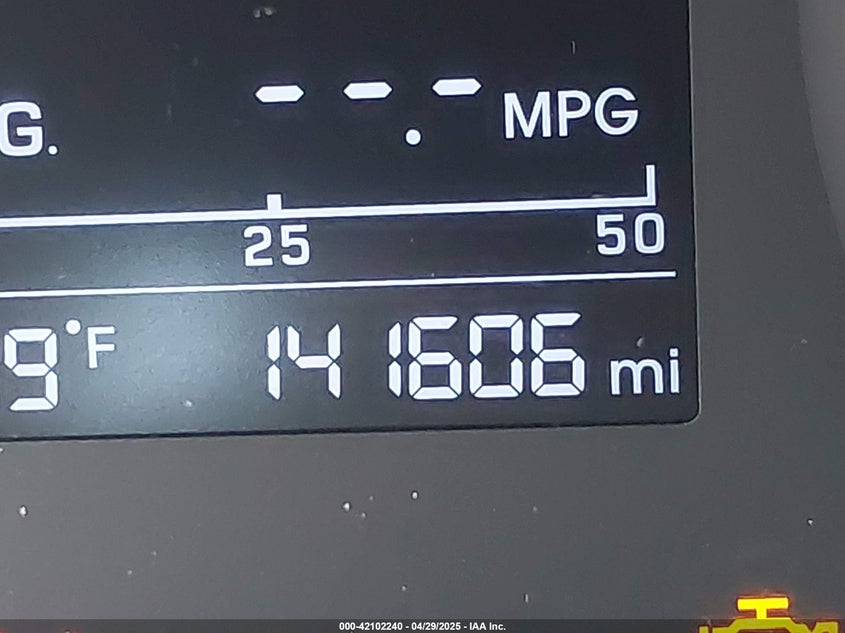 G. --.- MPG
25 50
9°F 141606 mi
000-42102240 - 04/29/2025 - IAA Inc.